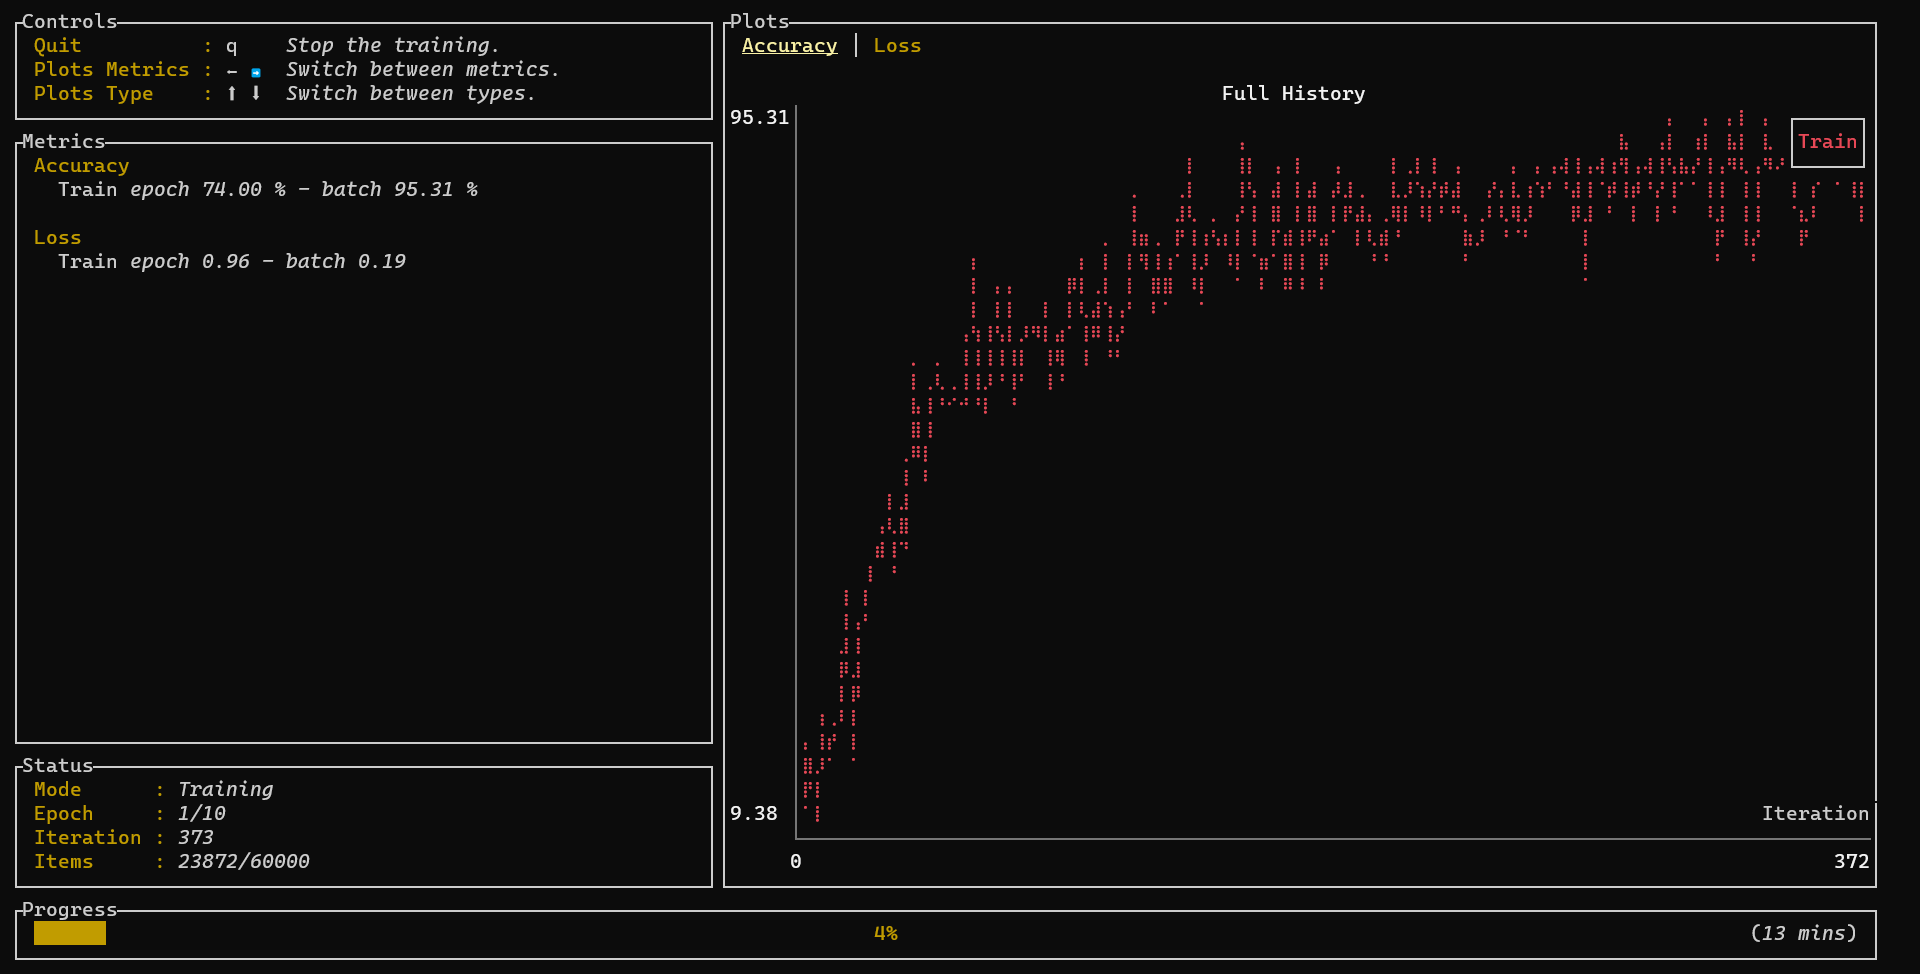 Controls
Quit : q Stop the training.
Plots Metrics : ← ➡ Switch between metrics.
Plots Type : ⬆ ⬇ Switch between types.
Metrics
Accuracy
Train epoch 74.00 % - batch 95.31 %
Loss
Train epoch 0.96 - batch 0.19
Status
Mode : Training
Epoch : 1/10
Iteration : 373
Items : 23872/60000
Plots
Accuracy | Loss
Full History
95.31
Train
9.38
Iteration
0 372
Progress
4% (13 mins)